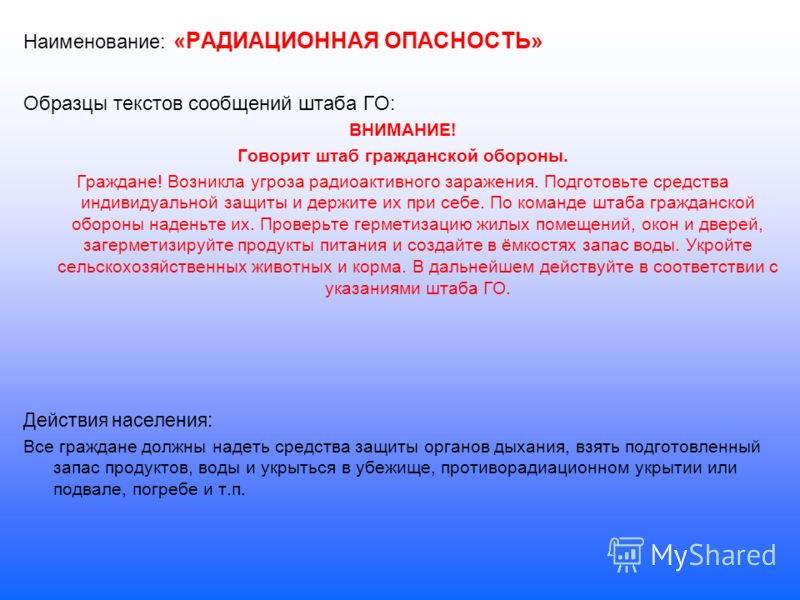 Наименование: «РАДИАЦИОННАЯ ОПАСНОСТЬ»
Образцы текстов сообщений штаба ГО:
ВНИМАНИЕ!
Говорит штаб гражданской обороны.
Граждане! Возникла угроза радиоактивного заражения. Подготовьте средства
индивидуальной защиты и держите их при себе. По команде штаба гражданской
обороны наденьте их. Проверьте герметизацию жилых помещений, окон и дверей,
загерметизируйте продукты питания и создайте в ёмкостях запас воды. Укройте
сельскохозяйственных животных и корма. В дальнейшем действуйте в соответствии с
указаниями штаба ГО.
Действия населения:
Все граждане должны надеть средства защиты органов дыхания, взять подготовленный
запас продуктов, воды и укрыться в убежище, противорадиационном укрытии или
подвале, погребе и т.п.
MyShared